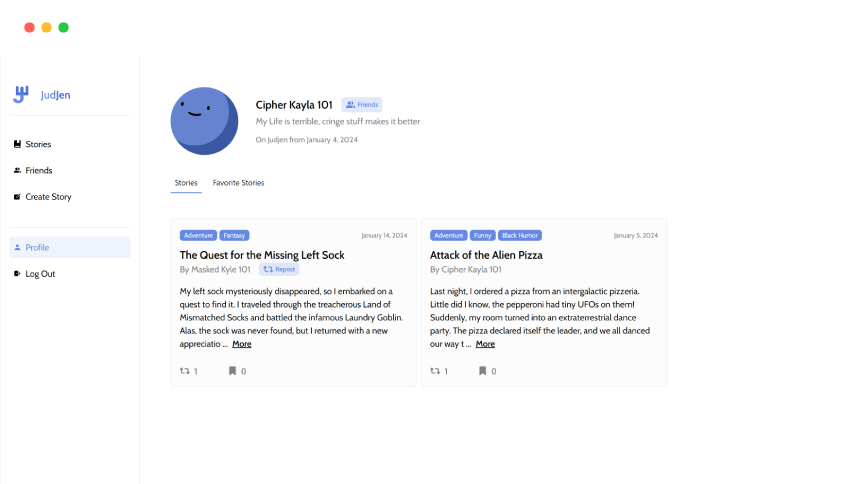 JudJen
Stories
Friends
Create Story
Profile
Log Out
Cipher Kayla 101 Friends
My Life is terrible, cringe stuff makes it better
On Judjen from January 4, 2024
Stories Favorite Stories
Adventure Fantasy January 14, 2024
The Quest for the Missing Left Sock
By Masked Kyle 101 Repost
My left sock mysteriously disappeared, so I embarked on a
quest to find it. I traveled through the treacherous Land of
Mismatched Socks and battled the infamous Laundry Goblin.
Alas, the sock was never found, but I returned with a new
appreciatio ... More
1 0
Adventure Funny Black Humor January 5, 2024
Attack of the Alien Pizza
By Cipher Kayla 101
Last night, I ordered a pizza from an intergalactic pizzeria.
Little did I know, the pepperoni had tiny UFOs on them!
Suddenly, my room turned into an extraterrestrial dance
party. The pizza declared itself the leader, and we all danced
our way t ... More
1 0